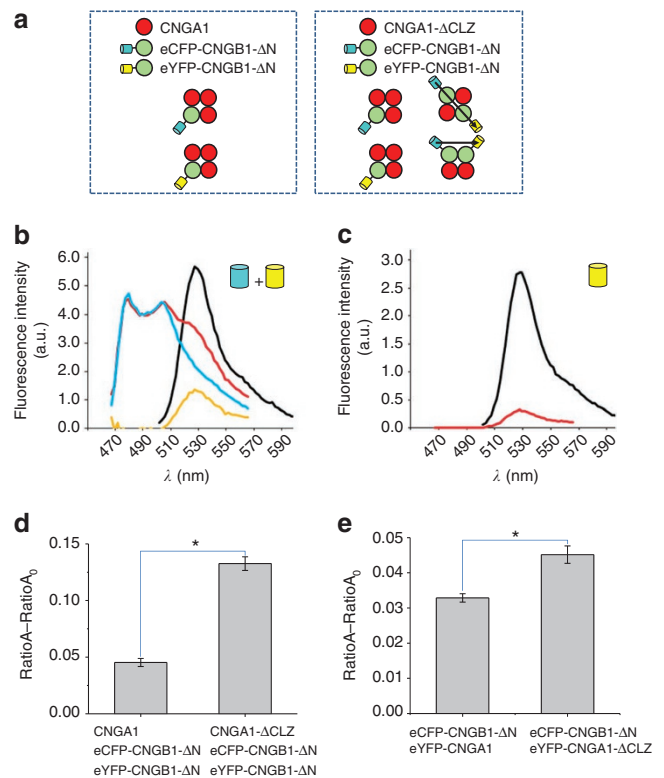 a
CNGA1
eCFP-CNGB1-ΔN
eYFP-CNGB1-ΔN
CNGA1-ΔCLZ
eCFP-CNGB1-ΔN
eYFP-CNGB1-ΔN
b
Fluorescence intensity
(a.u.)
6.0
5.0
4.0
3.0
2.0
1.0
0.0
+
470
490
510
530
550
570
590
λ (nm)
c
Fluorescence intensity
(a.u.)
3.0
2.5
2.0
1.5
1.0
0.5
0.0
470
490
510
530
550
570
590
λ (nm)
d
RatioA–RatioA0
0.15
0.10
0.05
0.00
*
CNGA1
eCFP-CNGB1-ΔN
eYFP-CNGB1-ΔN
CNGA1-ΔCLZ
eCFP-CNGB1-ΔN
eYFP-CNGB1-ΔN
e
RatioA–RatioA0
0.05
0.04
0.03
0.02
0.01
0.00
*
eCFP-CNGB1-ΔN
eYFP-CNGA1
eCFP-CNGB1-ΔN
eYFP-CNGA1-ΔCLZ